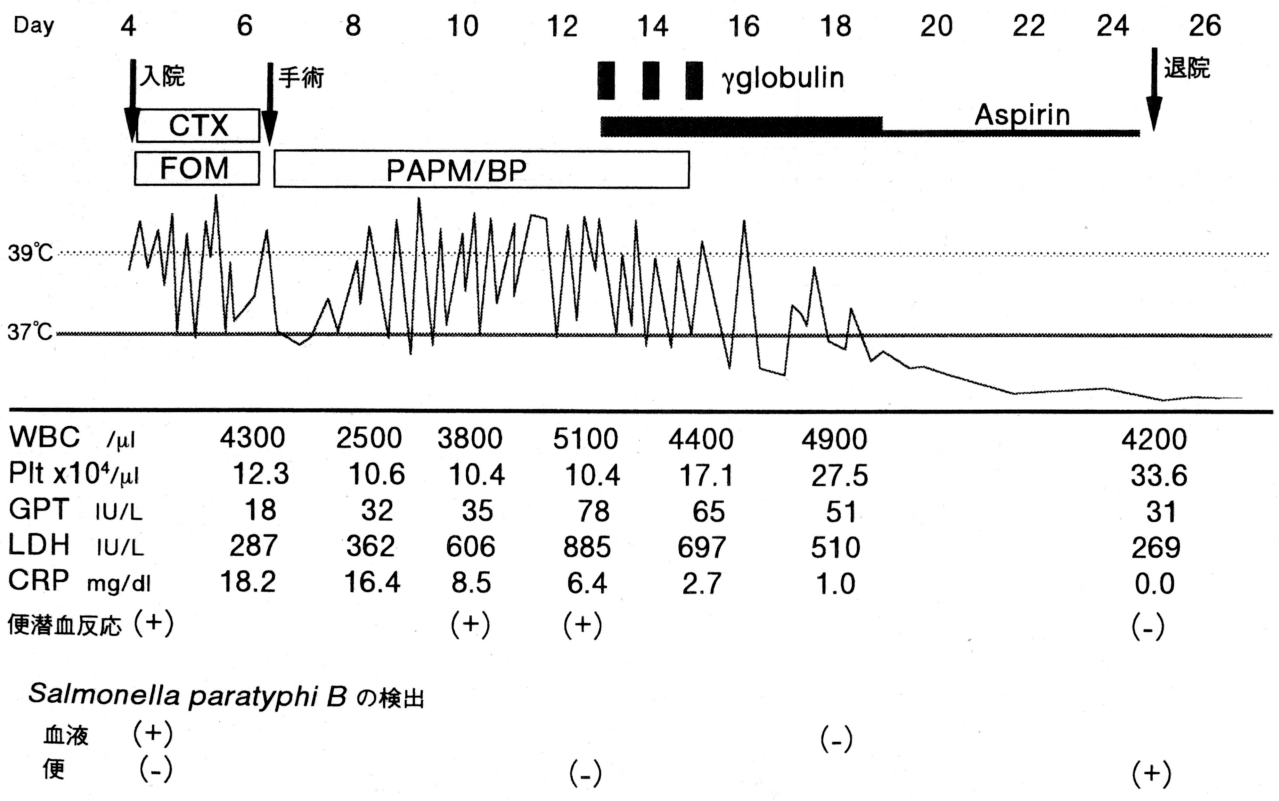 Day 4 6 8 10 12 14 16 18 20 22 24 26
入院 手術 γglobulin 退院
CTX Aspirin
FOM PAPM/BP
39℃
37℃
WBC /μl 4300 2500 3800 5100 4400 4900 4200
Plt x10⁴/μl 12.3 10.6 10.4 10.4 17.1 27.5 33.6
GPT IU/L 18 32 35 78 65 51 31
LDH IU/L 287 362 606 885 697 510 269
CRP mg/dl 18.2 16.4 8.5 6.4 2.7 1.0 0.0
便潜血反応 (+) (+) (+) (-)
Salmonella paratyphi B の検出
血液 (+) (-)
便 (-) (-) (+)